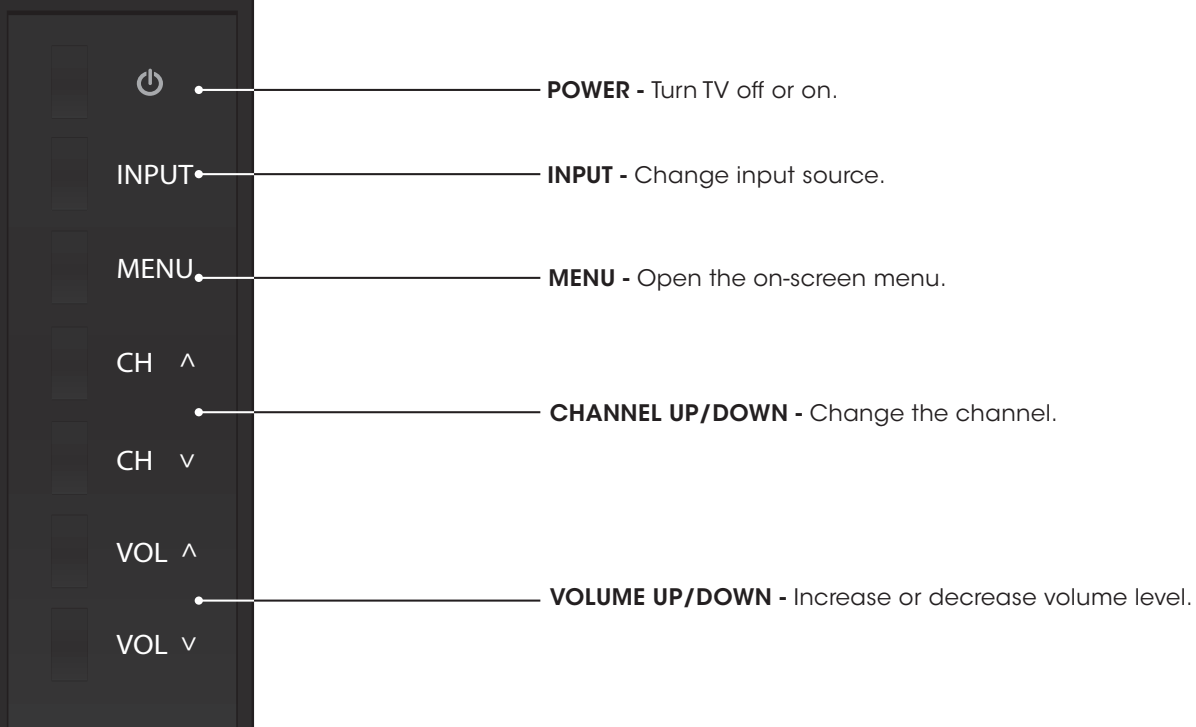 POWER - Turn TV off or on.
INPUT
INPUT - Change input source.
MENU
MENU - Open the on-screen menu.
CH ^
CHANNEL UP/DOWN - Change the channel.
CH v
VOL ^
VOLUME UP/DOWN - Increase or decrease volume level.
VOL v